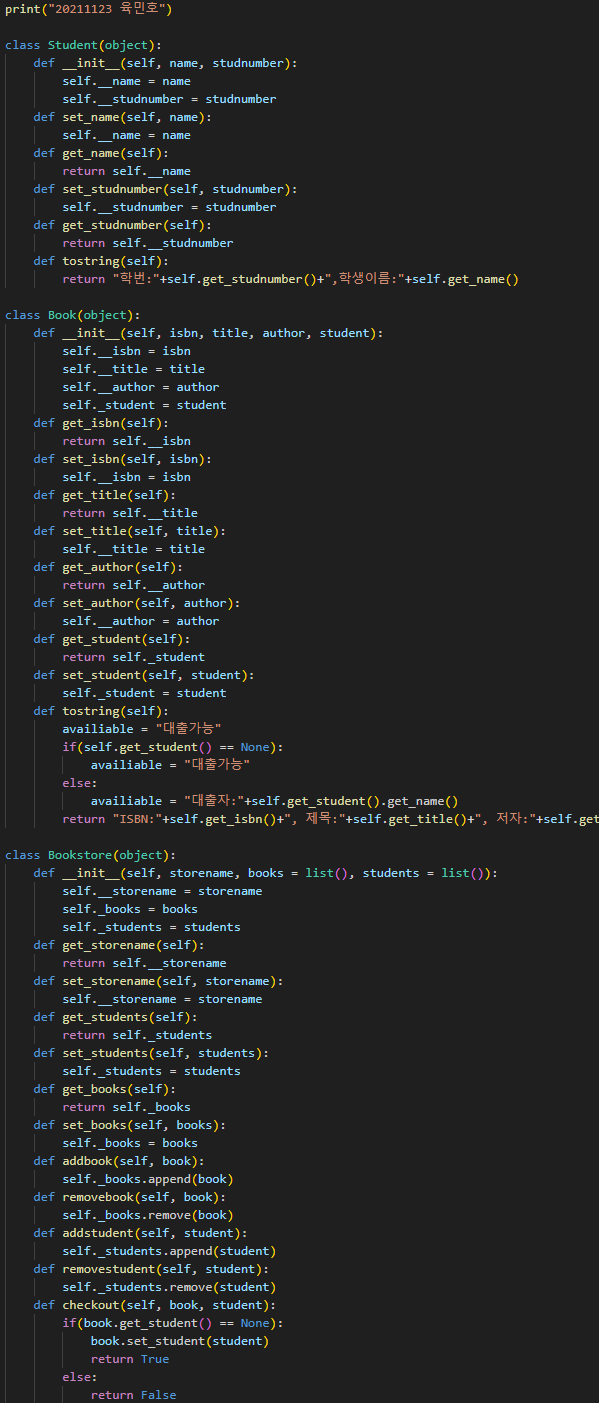 print("20211123 육민호")
class Student(object):
def __init__(self, name, studnumber):
self.__name = name
self.__studnumber = studnumber
def set_name(self, name):
self.__name = name
def get_name(self):
return self.__name
def set_studnumber(self, studnumber):
self.__studnumber = studnumber
def get_studnumber(self):
return self.__studnumber
def tostring(self):
return "학번:"+self.get_studnumber()+",학생이름:"+self.get_name()
class Book(object):
def __init__(self, isbn, title, author, student):
self.__isbn = isbn
self.__title = title
self.__author = author
self._student = student
def get_isbn(self):
return self.__isbn
def set_isbn(self, isbn):
self.__isbn = isbn
def get_title(self):
return self.__title
def set_title(self, title):
self.__title = title
def get_author(self):
return self.__author
def set_author(self, author):
self.__author = author
def get_student(self):
return self._student
def set_student(self, student):
self._student = student
def tostring(self):
availiable = "대출가능"
if(self.get_student() == None):
availiable = "대출가능"
else:
availiable = "대출자:"+self.get_student().get_name()
return "ISBN:"+self.get_isbn()+", 제목:"+self.get_title()+", 저자:"+self.get
class Bookstore(object):
def __init__(self, storename, books = list(), students = list()):
self.__storename = storename
self._books = books
self._students = students
def get_storename(self):
return self.__storename
def set_storename(self, storename):
self.__storename = storename
def get_students(self):
return self._students
def set_students(self, students):
self._students = students
def get_books(self):
return self._books
def set_books(self, books):
self._books = books
def addbook(self, book):
self._books.append(book)
def removebook(self, book):
self._books.remove(book)
def addstudent(self, student):
self._students.append(student)
def removestudent(self, student):
self._students.remove(student)
def checkout(self, book, student):
if(book.get_student() == None):
book.set_student(student)
return True
else:
return False